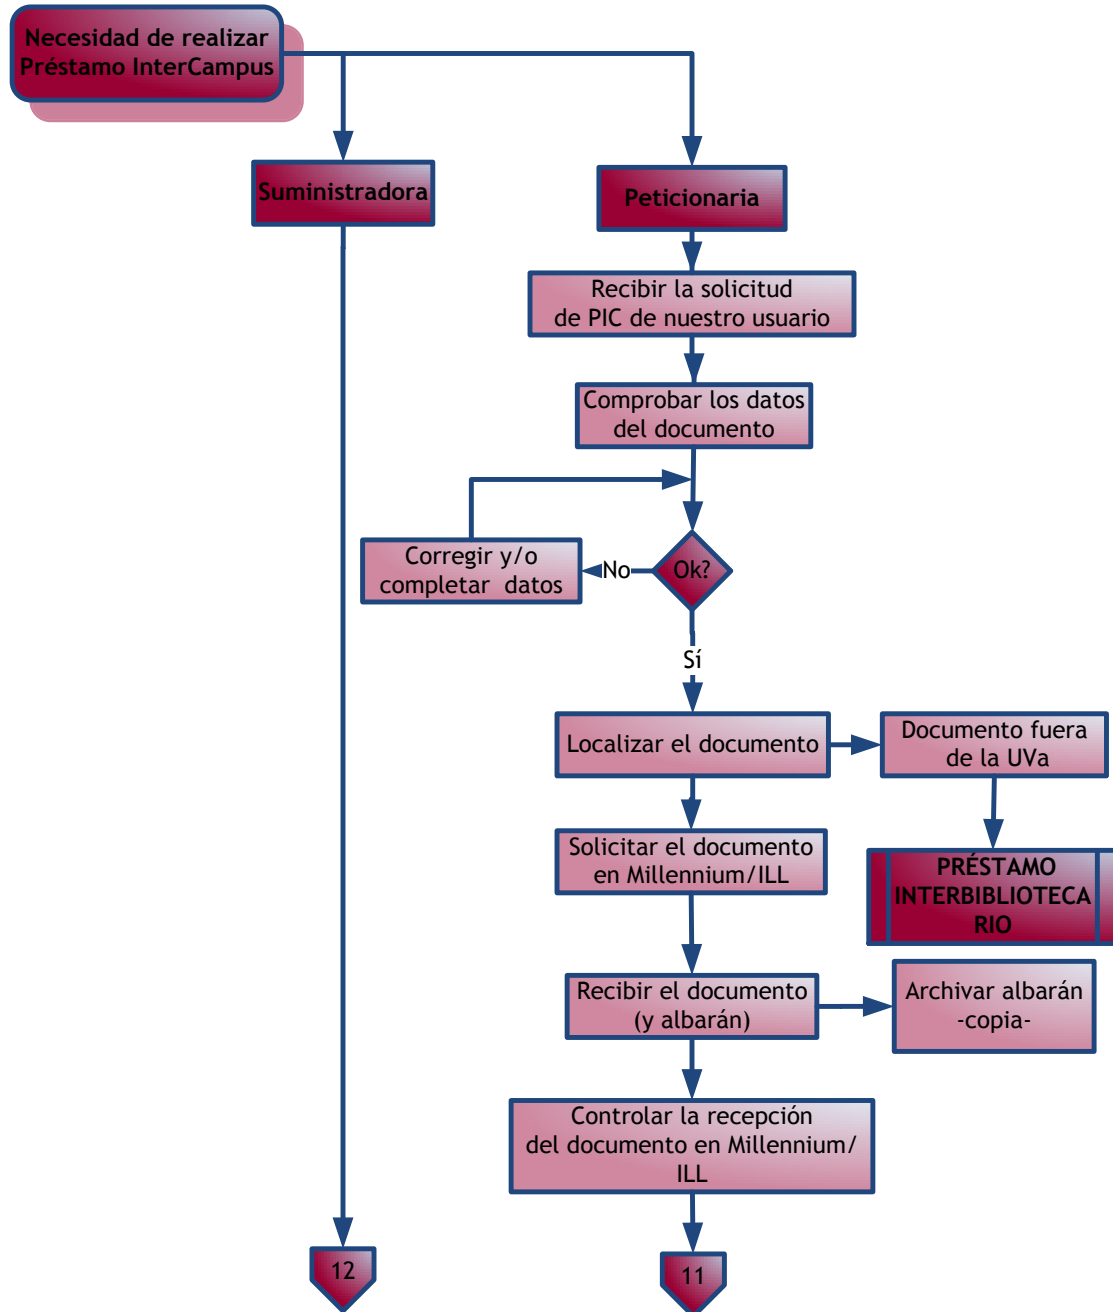 Necesidad de realizar
Préstamo InterCampus
Suministradora
Peticionaria
Recibir la solicitud
de PIC de nuestro usuario
Comprobar los datos
del documento
Corregir y/o
completar datos
No
Ok?
Sí
Localizar el documento
Documento fuera
de la UVa
Solicitar el documento
en Millennium/ILL
PRÉSTAMO
INTERBIBLIOTECA
RIO
Recibir el documento
(y albarán)
Archivar albarán
-copia-
Controlar la recepción
del documento en Millennium/
ILL
12
11